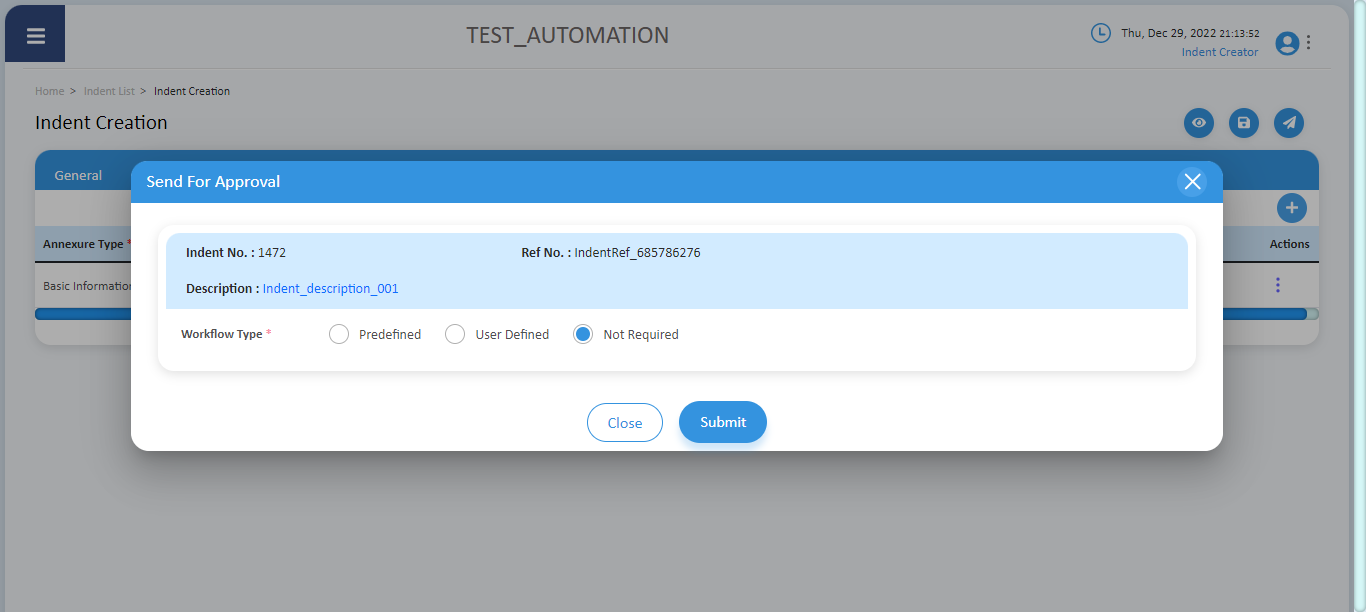 TEST_AUTOMATION
Thu, Dec 29, 2022 21:13:52
Indent Creator
Home > Indent List > Indent Creation
Indent Creation
General
Send For Approval
Annexure Type *
Actions
Indent No. : 1472 Ref No. : IndentRef_685786276
Description : Indent_description_001
Basic Information
Workflow Type * Predefined User Defined Not Required
Close Submit